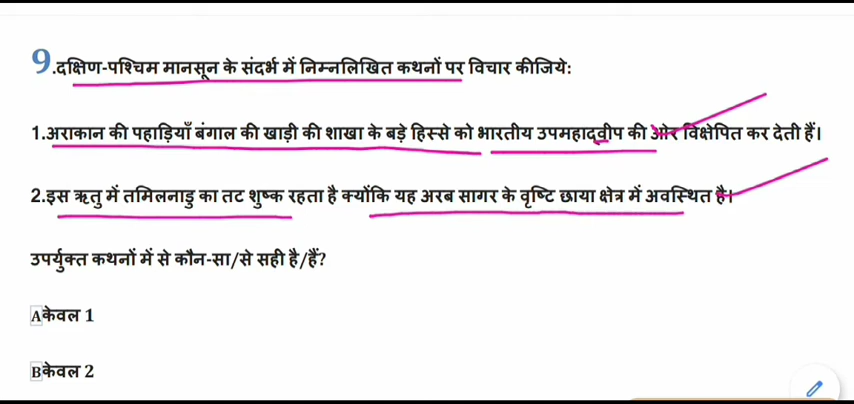 9.दक्षिण-पश्चिम मानसून के संदर्भ में निम्नलिखित कथनों पर विचार कीजिये:
1.अराकान की पहाड़ियाँ बंगाल की खाड़ी की शाखा के बड़े हिस्से को भारतीय उपमहाद्वीप की ओर विक्षेपित कर देती हैं।
2.इस ऋतु में तमिलनाडु का तट शुष्क रहता है क्योंकि यह अरब सागर के वृष्टि छाया क्षेत्र में अवस्थित है।
उपर्युक्त कथनों में से कौन-सा/से सही है/हैं?
Aकेवल 1
Bकेवल 2